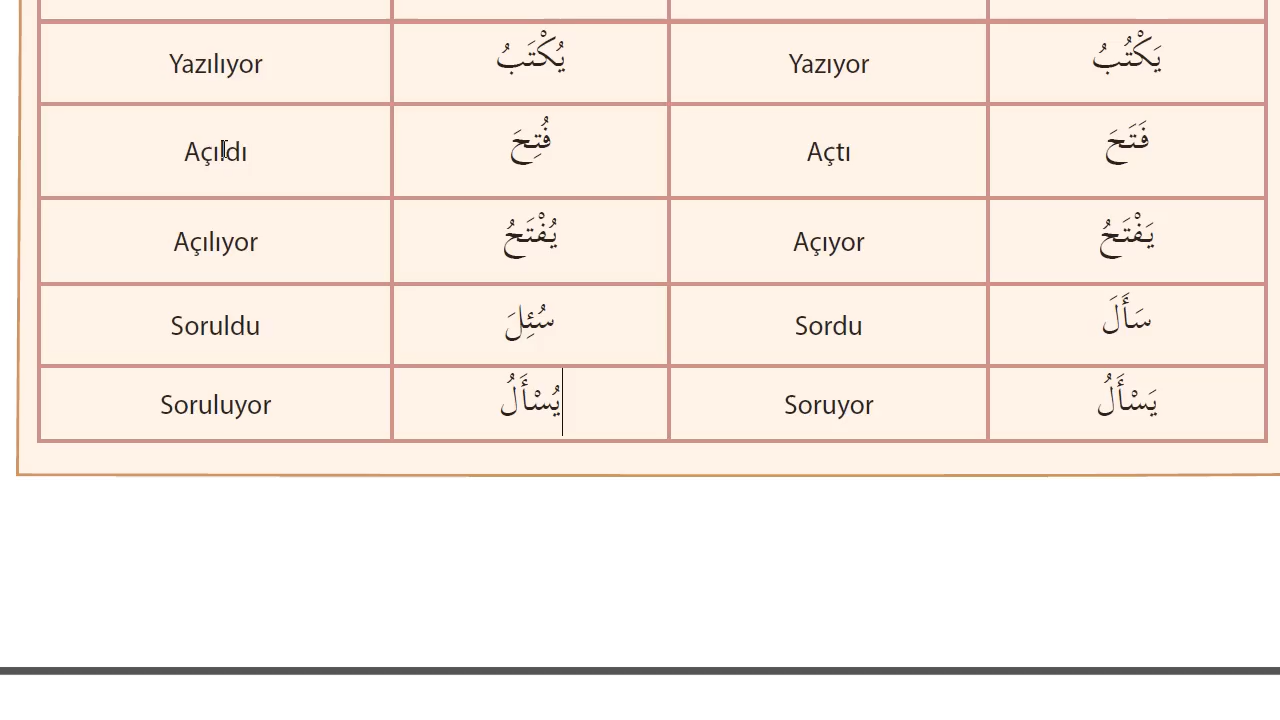 Yazılıyor يُكْتَبُ Yazıyor يَكْتُبُ
Açıldı فُتِحَ Açtı فَتَحَ
Açılıyor يُفْتَحُ Açıyor يَفْتَحُ
Soruldu سُئِلَ Sordu سَأَلَ
Soruluyor يُسْأَلُ Soruyor يَسْأَلُ